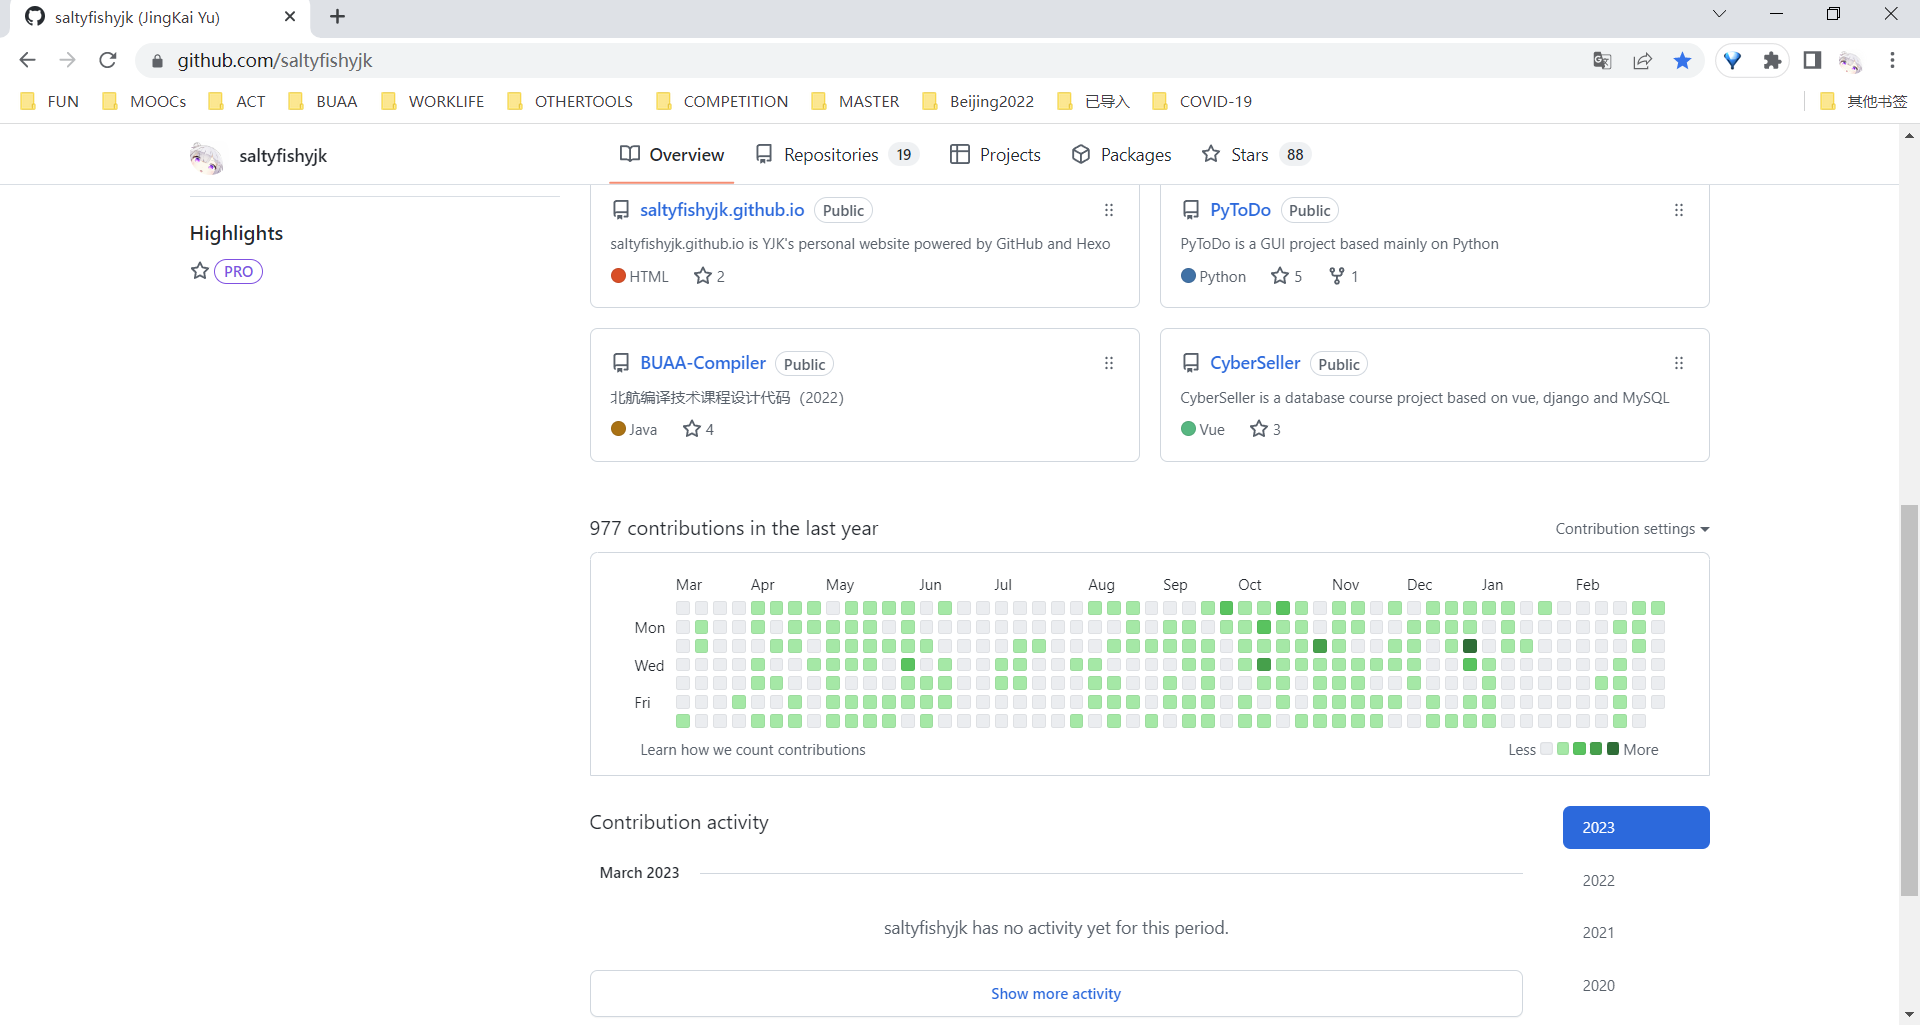 saltyfishyjk (JingKai Yu)
github.com/saltyfishyjk
FUN MOOCs ACT BUAA WORKLIFE OTHERTOOLS COMPETITION MASTER Beijing2022 已导入 COVID-19 其他书签
saltyfishyjk Overview Repositories 19 Projects Packages Stars 88
Highlights
PRO
saltyfishyjk.github.io Public
saltyfishyjk.github.io is YJK's personal website powered by GitHub and Hexo
HTML 2
PyToDo Public
PyToDo is a GUI project based mainly on Python
Python 5 1
BUAA-Compiler Public
北航编译技术课程设计代码（2022）
Java 4
CyberSeller Public
CyberSeller is a database course project based on vue, django and MySQL
Vue 3
977 contributions in the last year
Contribution settings
Mar Apr May Jun Jul Aug Sep Oct Nov Dec Jan Feb
Mon
Wed
Fri
Learn how we count contributions
Less More
Contribution activity
March 2023
saltyfishyjk has no activity yet for this period.
Show more activity
2023
2022
2021
2020